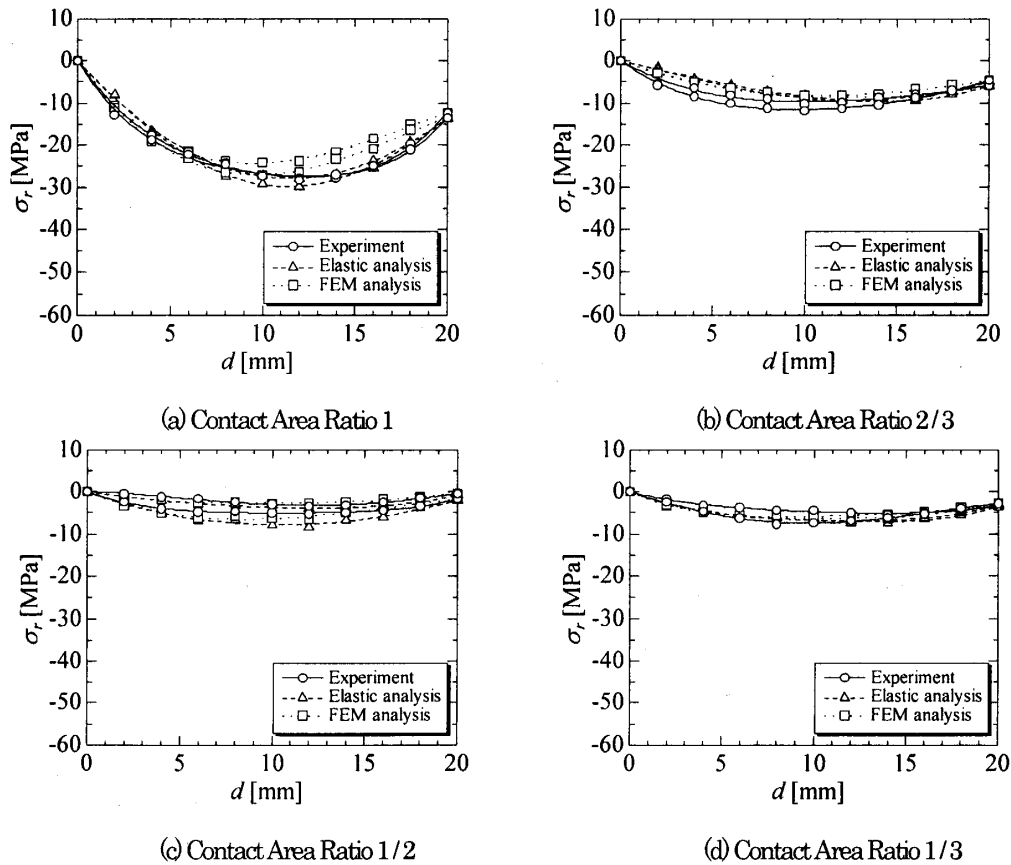 10
0
-10
-20
-30
-40
-50
-60
σr [MPa]
Experiment
Elastic analysis
FEM analysis
0 5 10 15 20
d [mm]
(a) Contact Area Ratio 1
10
0
-10
-20
-30
-40
-50
-60
σr [MPa]
Experiment
Elastic analysis
FEM analysis
0 5 10 15 20
d [mm]
(b) Contact Area Ratio 2/3
10
0
-10
-20
-30
-40
-50
-60
σr [MPa]
Experiment
Elastic analysis
FEM analysis
0 5 10 15 20
d [mm]
(c) Contact Area Ratio 1/2
10
0
-10
-20
-30
-40
-50
-60
σr [MPa]
Experiment
Elastic analysis
FEM analysis
0 5 10 15 20
d [mm]
(d) Contact Area Ratio 1/3